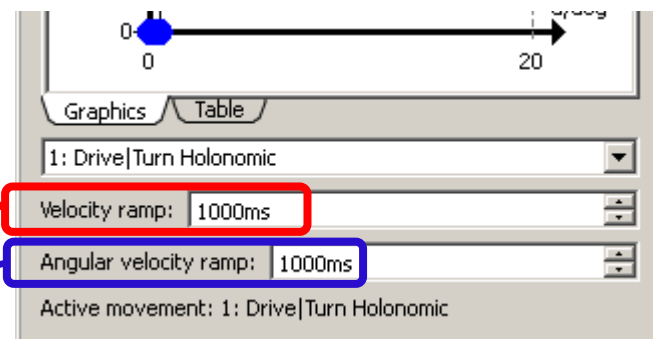 0
0 20
Graphics Table
1: Drive|Turn Holonomic
Velocity ramp: 1000ms
Angular velocity ramp: 1000ms
Active movement: 1: Drive|Turn Holonomic